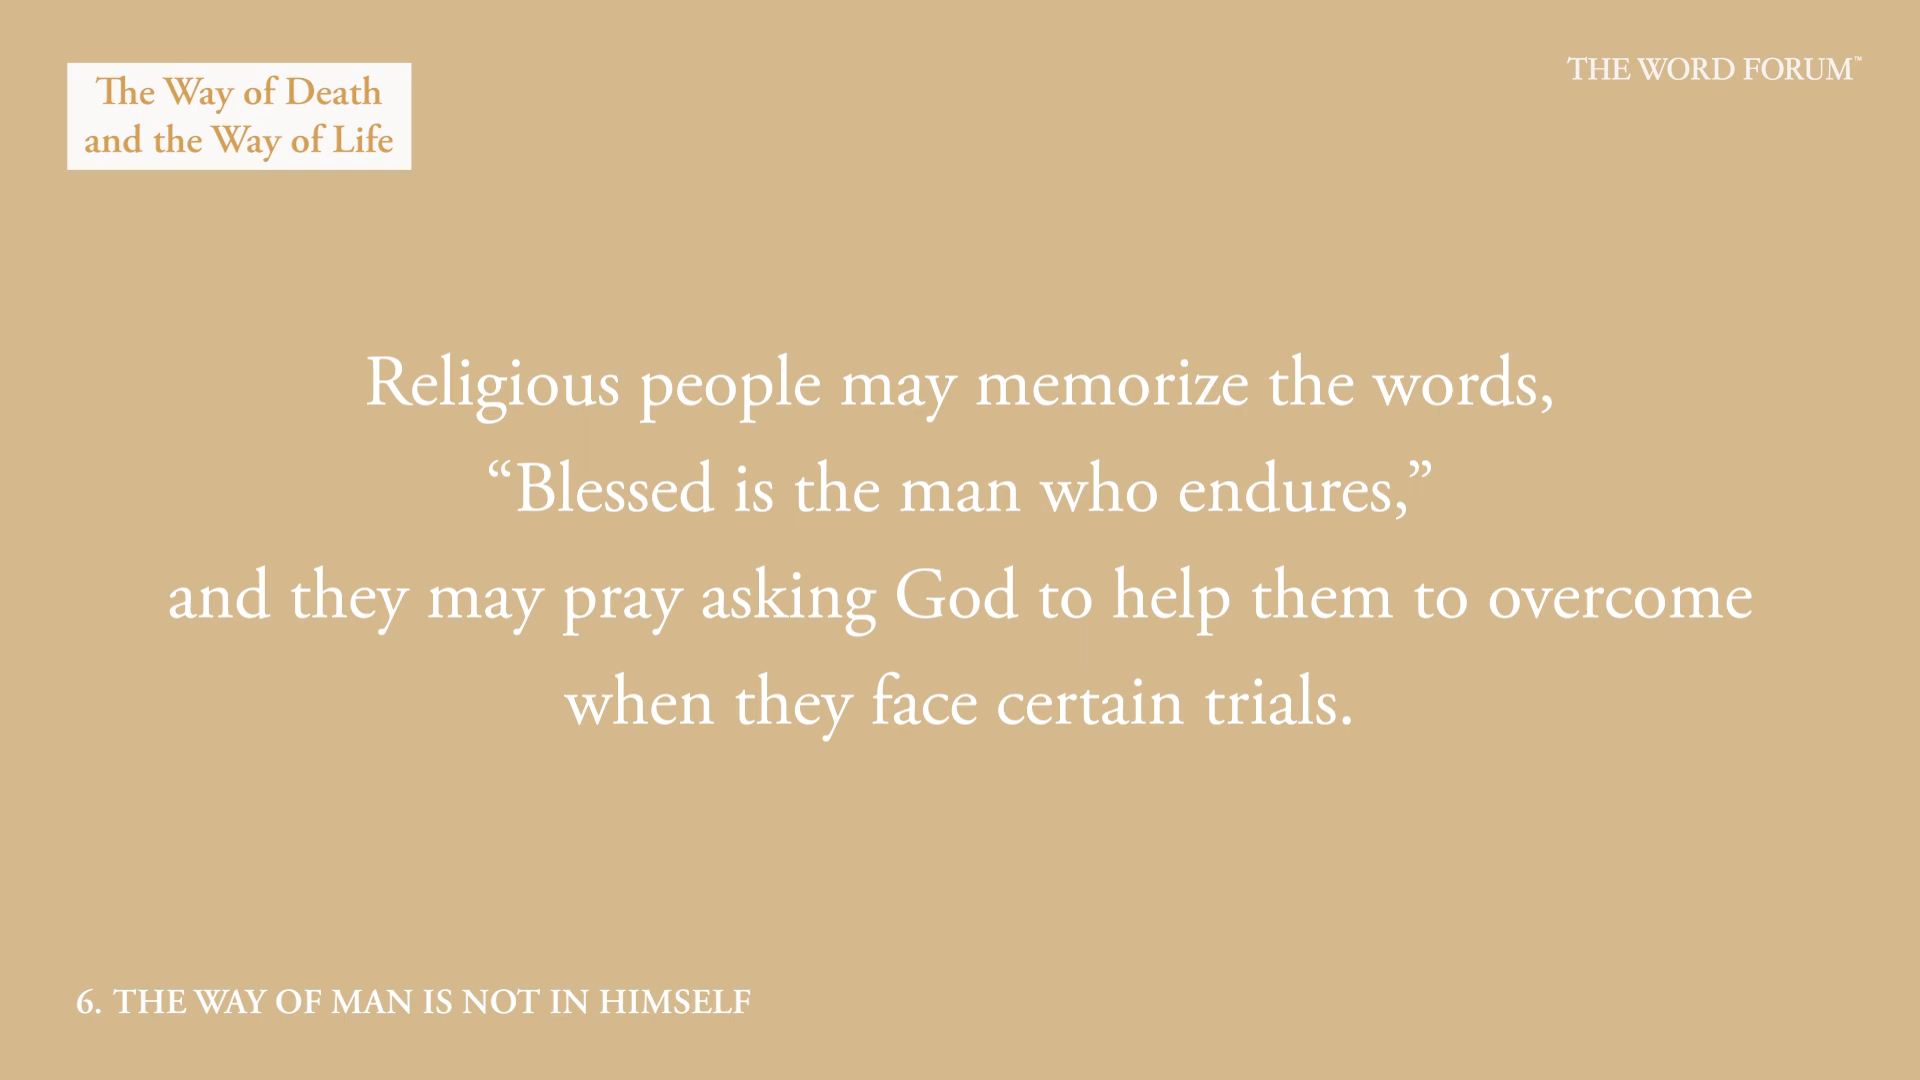 The Way of Death
and the Way of Life
THE WORD FORUM™
Religious people may memorize the words,
“Blessed is the man who endures,”
and they may pray asking God to help them to overcome
when they face certain trials.
6. THE WAY OF MAN IS NOT IN HIMSELF